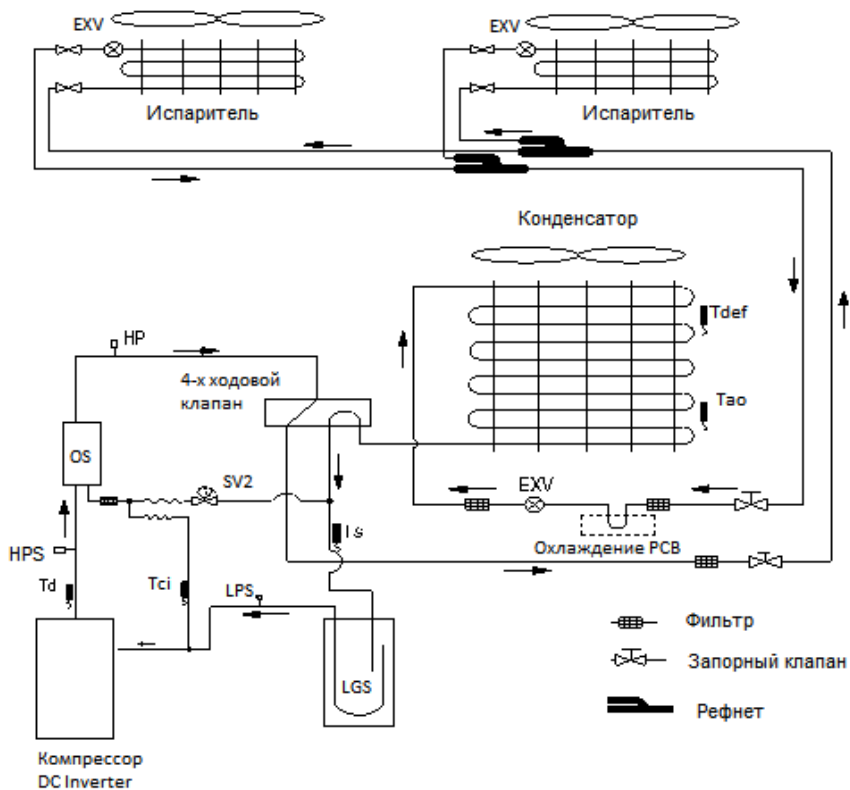 EXV
EXV
Испаритель
Испаритель
Конденсатор
Tdef
HP
4-х ходовой
клапан
Tao
OS
SV2
EXV
Ts
HPS
Охлаждение PCB
Td
Tci
LPS
Фильтр
Запорный клапан
LGS
Рефнет
Компрессор
DC Inverter